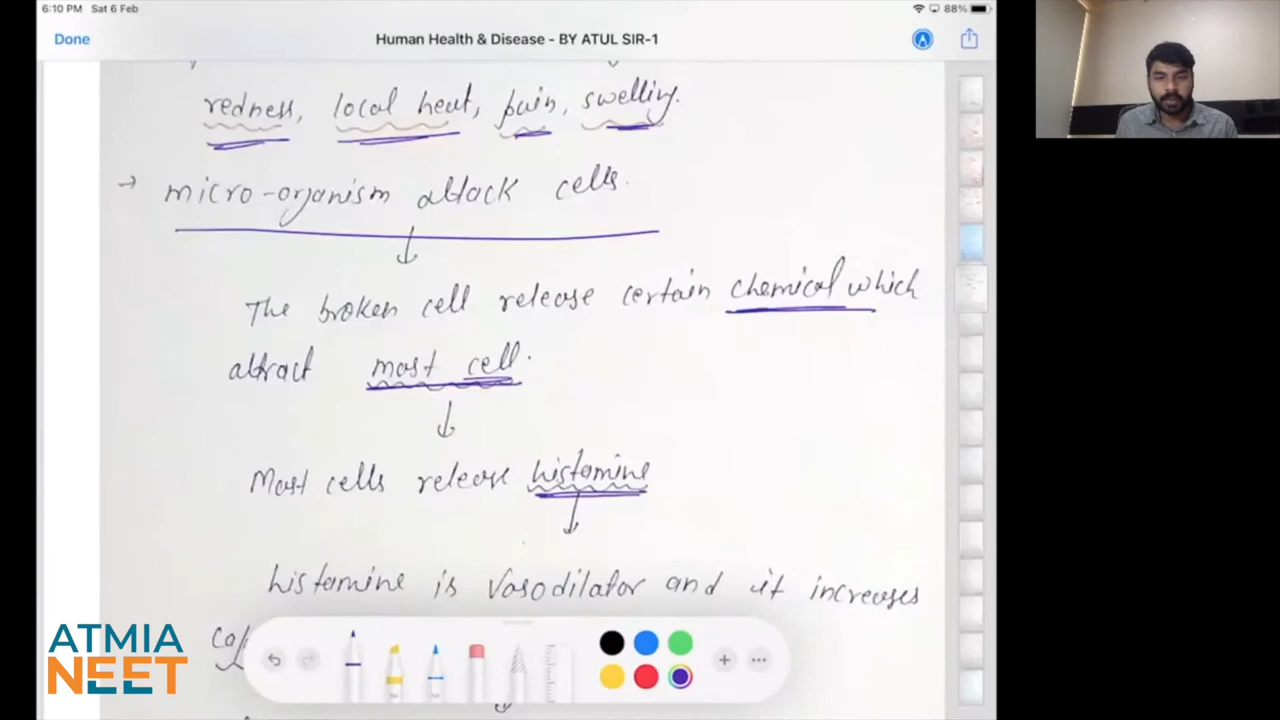 6:10 PM Sat 6 Feb
88%
Done
Human Health & Disease - BY ATUL SIR-1
redness, local heat, pain, swelling.
→ micro-organism attack cells.
The broken cell release certain chemical which
attract mast cell.
Mast cells release histamine
histamine is vasodilator and it increases
ATMIA
NEET